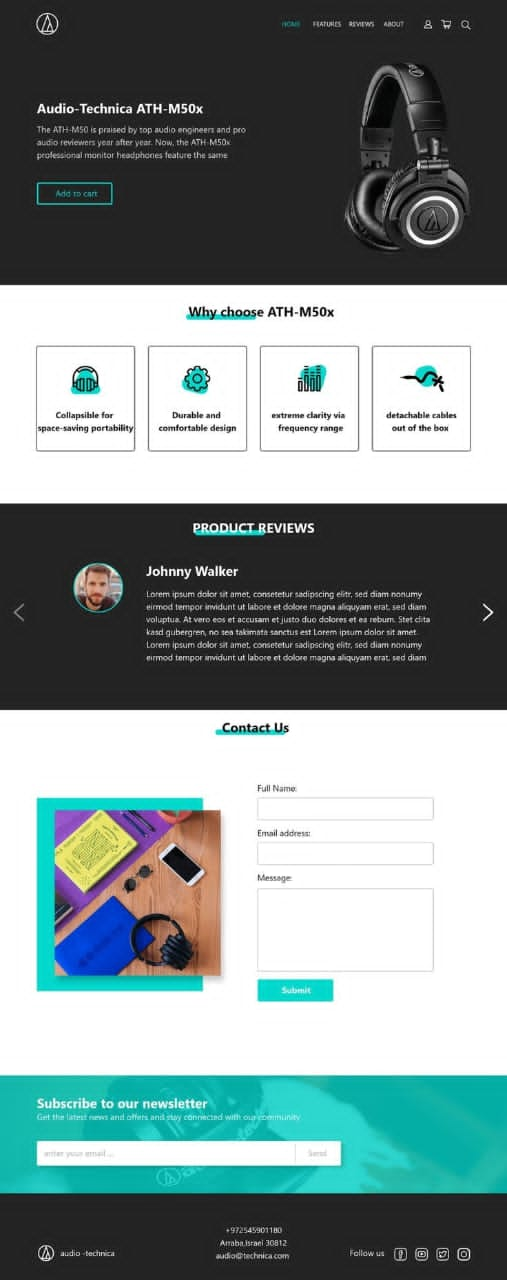 HOME FEATURES REVIEWS ABOUT
Audio-Technica ATH-M50x
The ATH-M50 is praised by top audio engineers and pro
audio reviewers year after year. Now, the ATH-M50x
professional monitor headphones feature the same
Add to cart
Why choose ATH-M50x
Collapsible for
space-saving portability
Durable and
comfortable design
extreme clarity via
frequency range
detachable cables
out of the box
PRODUCT REVIEWS
Johnny Walker
Lorem ipsum dolor sit amet, consetetur sadipscing elitr, sed diam nonumy
eirmod tempor invidunt ut labore et dolore magna aliquyam erat, sed diam
voluptua. At vero eos et accusam et justo duo dolores et ea rebum. Stet clita
kasd gubergren, no sea takimata sanctus est Lorem ipsum dolor sit amet.
Lorem ipsum dolor sit amet, consetetur sadipscing elitr, sed diam nonumy
eirmod tempor invidunt ut labore et dolore magna aliquyam erat, sed diam
Contact Us
Full Name:
Email address:
Message:
Submit
Subscribe to our newsletter
Get the latest news and offers and stay connected with our community
enter your email ...
Send
audio -technica
+972545901180
Arraba,Israel 30812
audio@technica.com
Follow us